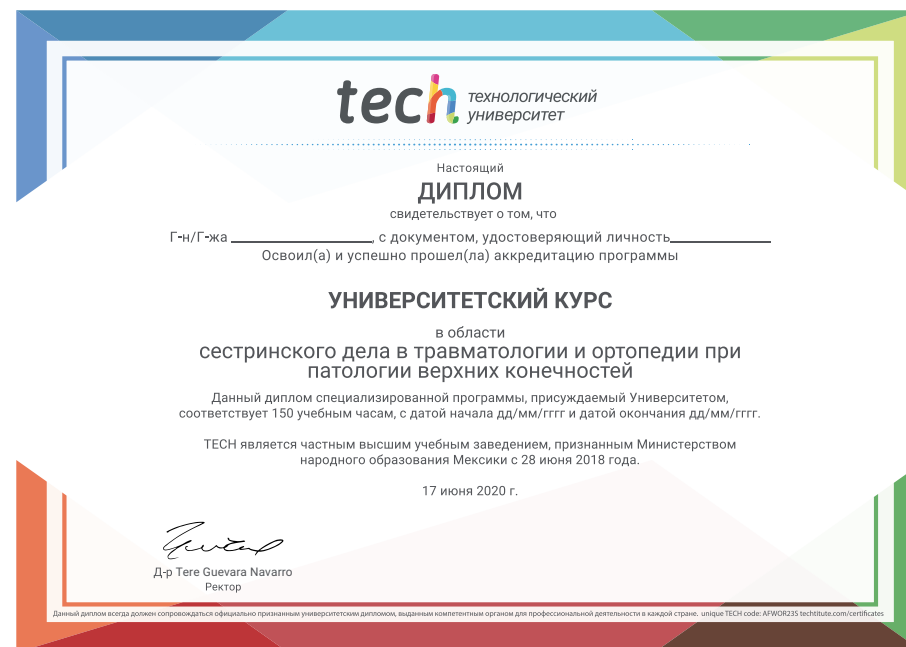 tech технологический
университет
Настоящий
ДИПЛОМ
свидетельствует о том, что
Г-н/Г-жа ____________________, с документом, удостоверяющий личность______________
Освоил(а) и успешно прошел(ла) аккредитацию программы
УНИВЕРСИТЕТСКИЙ КУРС
в области
сестринского дела в травматологии и ортопедии при
патологии верхних конечностей
Данный диплом специализированной программы, присуждаемый Университетом,
соответствует 150 учебным часам, с датой начала дд/мм/гггг и датой окончания дд/мм/гггг.
TECH является частным высшим учебным заведением, признанным Министерством
народного образования Мексики с 28 июня 2018 года.
17 июня 2020 г.
Д-р Tere Guevara Navarro
Ректор
Данный диплом всегда должен сопровождаться официально признанным университетским дипломом, выданным компетентным органом для профессиональной деятельности в каждой стране. unique TECH code: AFWOR23S techtitute.com/certificates